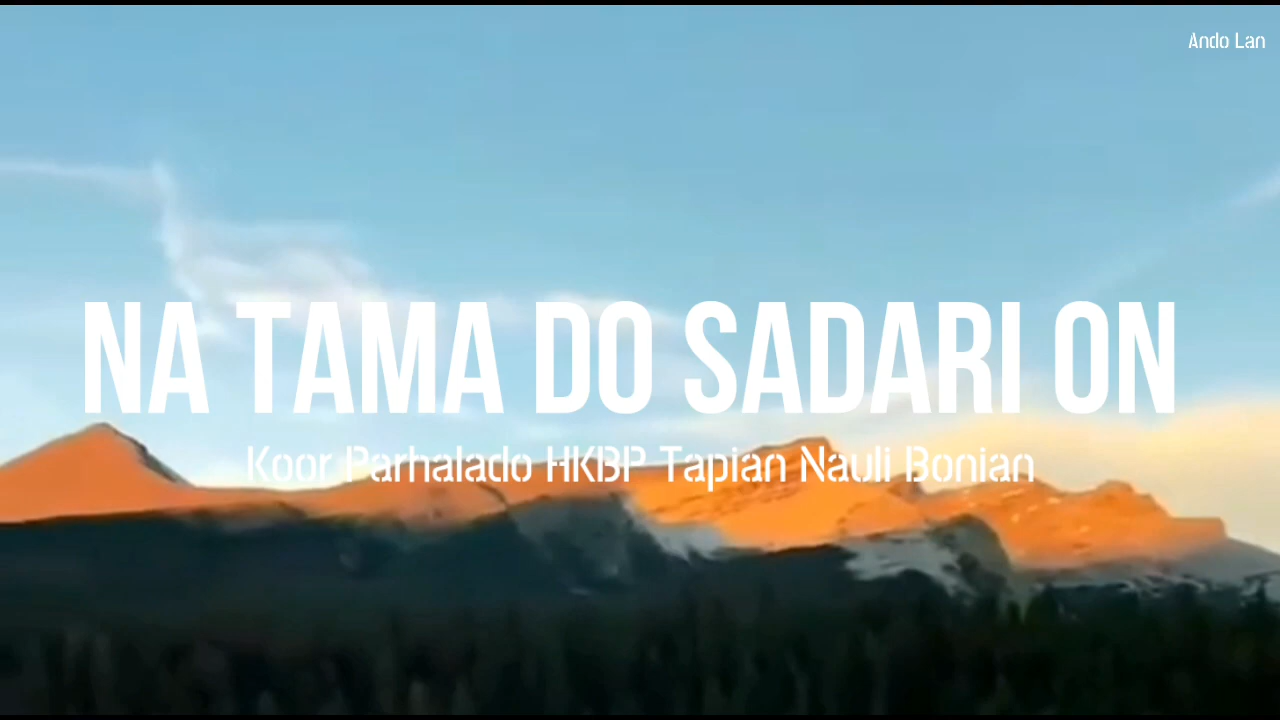 Ando Lan
NA TAMA DO SADARI ON
Koor Parhalado HKBP Tapian Nauli Bonian